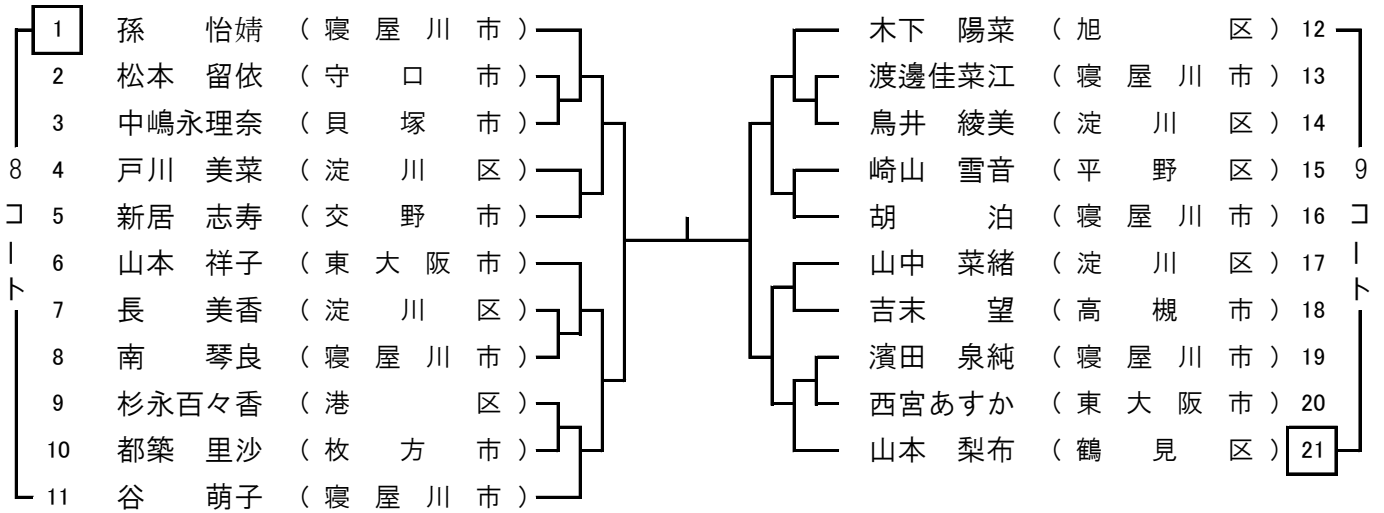 1 孫 怡婧 （寝屋川市） 木下 陽菜 （旭 区） 12
2 松本 留依 （守口市） 渡邊佳菜江 （寝屋川市） 13
3 中嶋永理奈 （貝塚市） 鳥井 綾美 （淀川区） 14
8コート 4 戸川 美菜 （淀川区） 崎山 雪音 （平野区） 15 9コート
5 新居 志寿 （交野市） 胡 泊 （寝屋川市） 16
6 山本 祥子 （東大阪市） 山中 菜緒 （淀川区） 17
7 長 美香 （淀川区） 吉末 望 （高槻市） 18
8 南 琴良 （寝屋川市） 濱田 泉純 （寝屋川市） 19
9 杉永百々香 （港 区） 西宮あすか （東大阪市） 20
10 都築 里沙 （枚方市） 山本 梨布 （鶴見区） 21
11 谷 萌子 （寝屋川市）